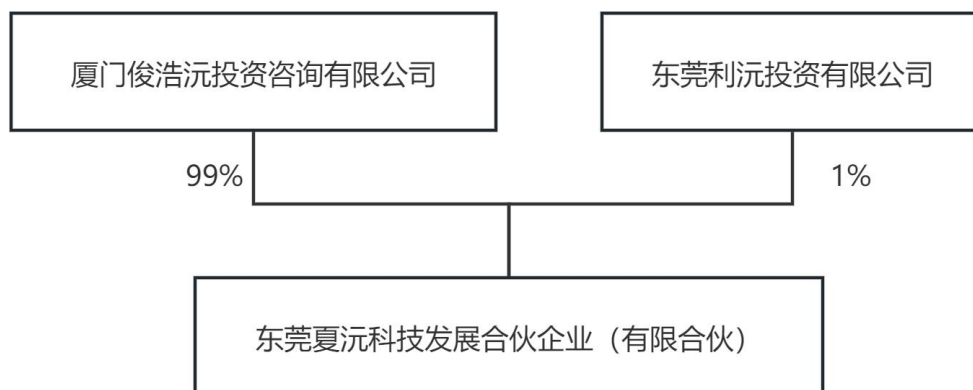 厦门俊浩沅投资咨询有限公司
东莞利沅投资有限公司
99%
1%
东莞夏沅科技发展合伙企业（有限合伙）